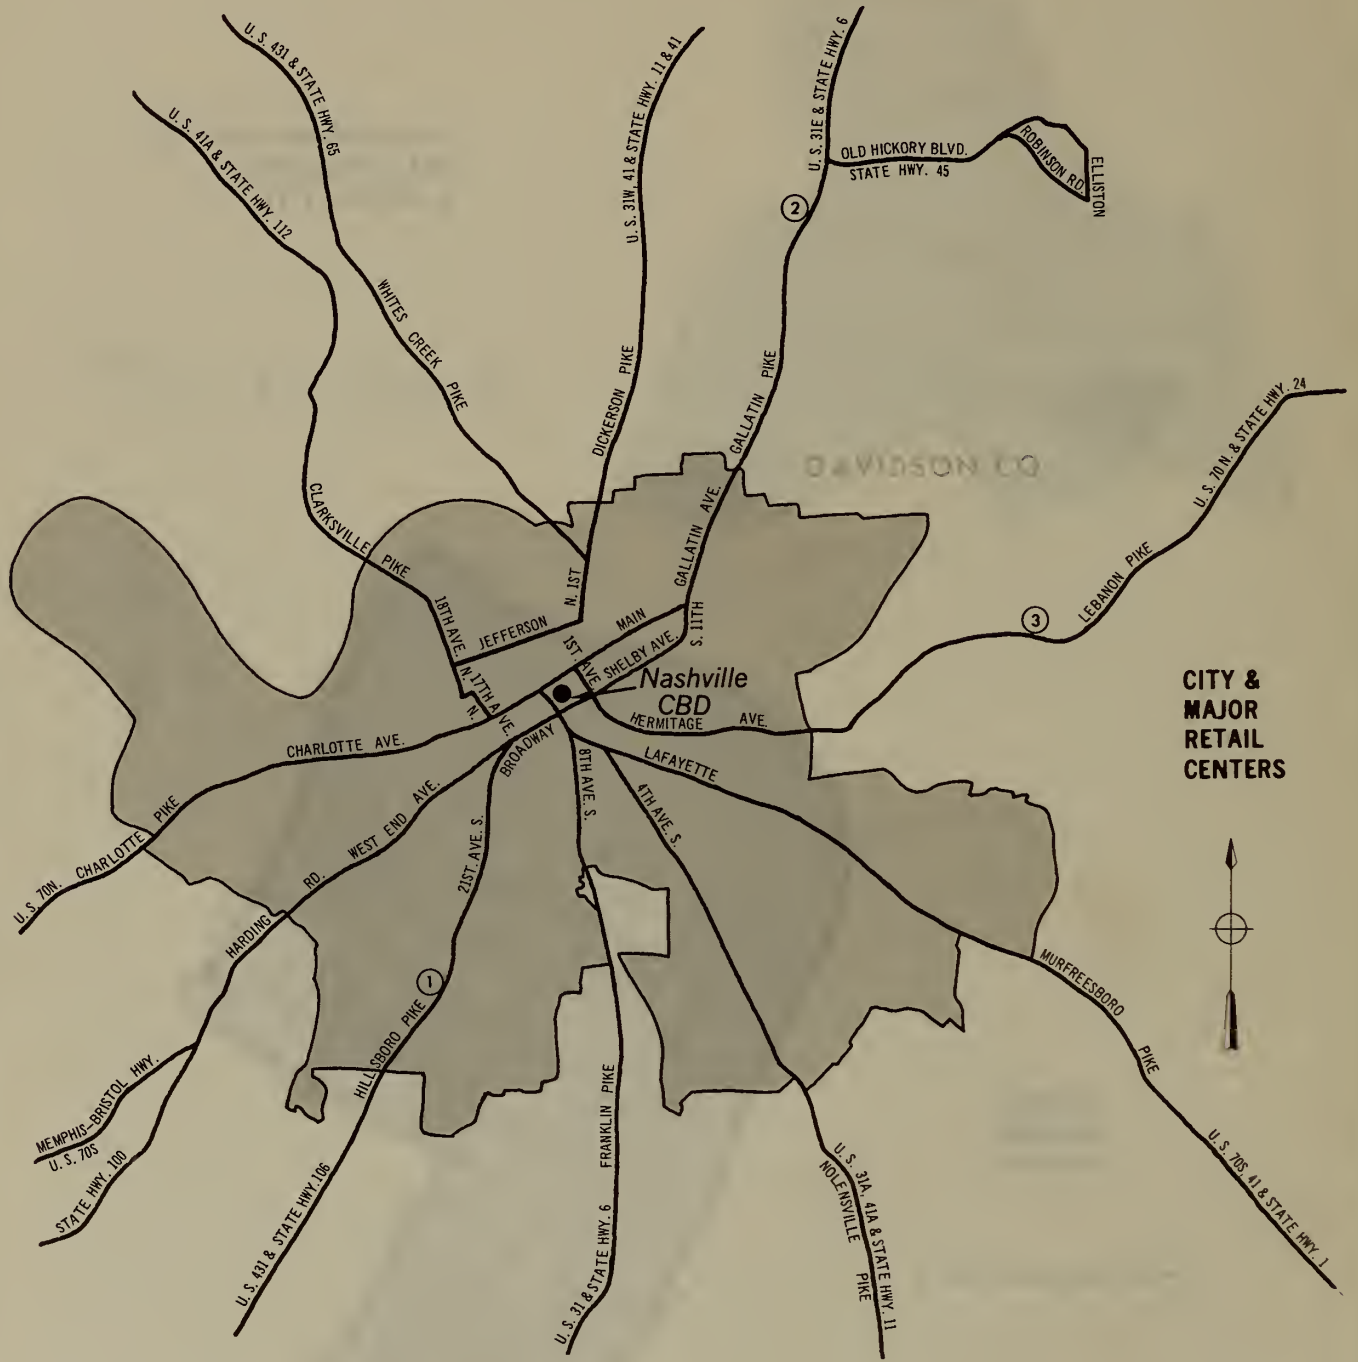 U. S. 431 & STATE HWY. 65
U. S. 41A & STATE HWY. 112
U. S. 31W, 41 & STATE HWY. 11 & 41
U. S. 31E & STATE HWY. 6
OLD HICKORY BLVD.
STATE HWY. 45
ROBINSON RD.
ELLISTON
2
WHITES CREEK PIKE
DICKERSON PIKE
GALLATIN PIKE
U. S. 70 N. & STATE HWY. 24
DAVIDSON CO
CLARKSVILLE PIKE
GALLATIN AVE.
LEBANON PIKE
3
N. 1ST
18TH AVE. N.
JEFFERSON
MAIN
S. 11TH
1ST AVE
SHELBY AVE.
17TH AVE. N.
Nashville
CBD
HERMITAGE AVE.
CITY &
MAJOR
RETAIL
CENTERS
CHARLOTTE AVE.
BROADWAY
LAFAYETTE
8TH AVE. S.
4TH AVE. S.
CHARLOTTE PIKE
U. S. 70N.
WEST END AVE.
21ST. AVE. S.
HARDING RD.
1
HILLSBORO PIKE
MURFREESBORO PIKE
MEMPHIS-BRISTOL HWY.
U. S. 70S
STATE HWY. 100
FRANKLIN PIKE
U. S. 431 & STATE HWY. 106
U. S. 31 & STATE HWY. 6
U. S. 31A, 41A & STATE HWY. 11
NOLENSVILLE PIKE
U. S. 70S, 41 & STATE HWY. 1